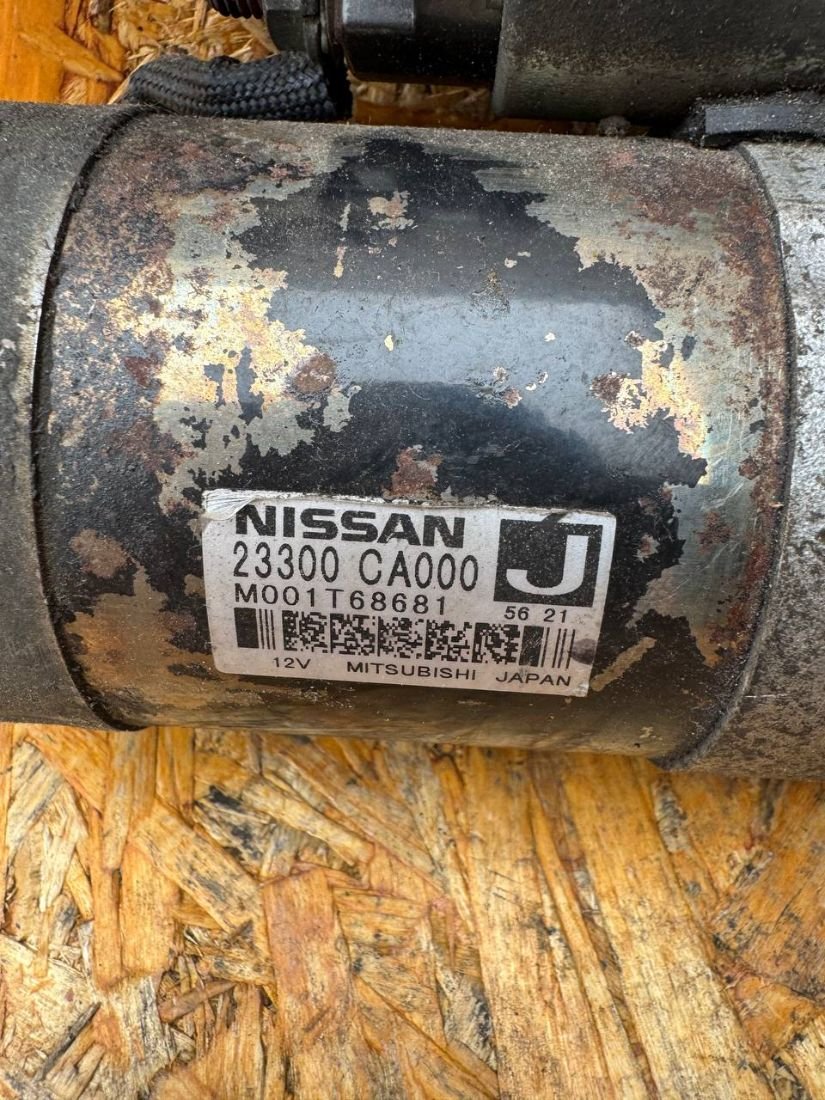 NISSAN
23300 CA000
J
M001T68681
56 21
12V MITSUBISHI JAPAN